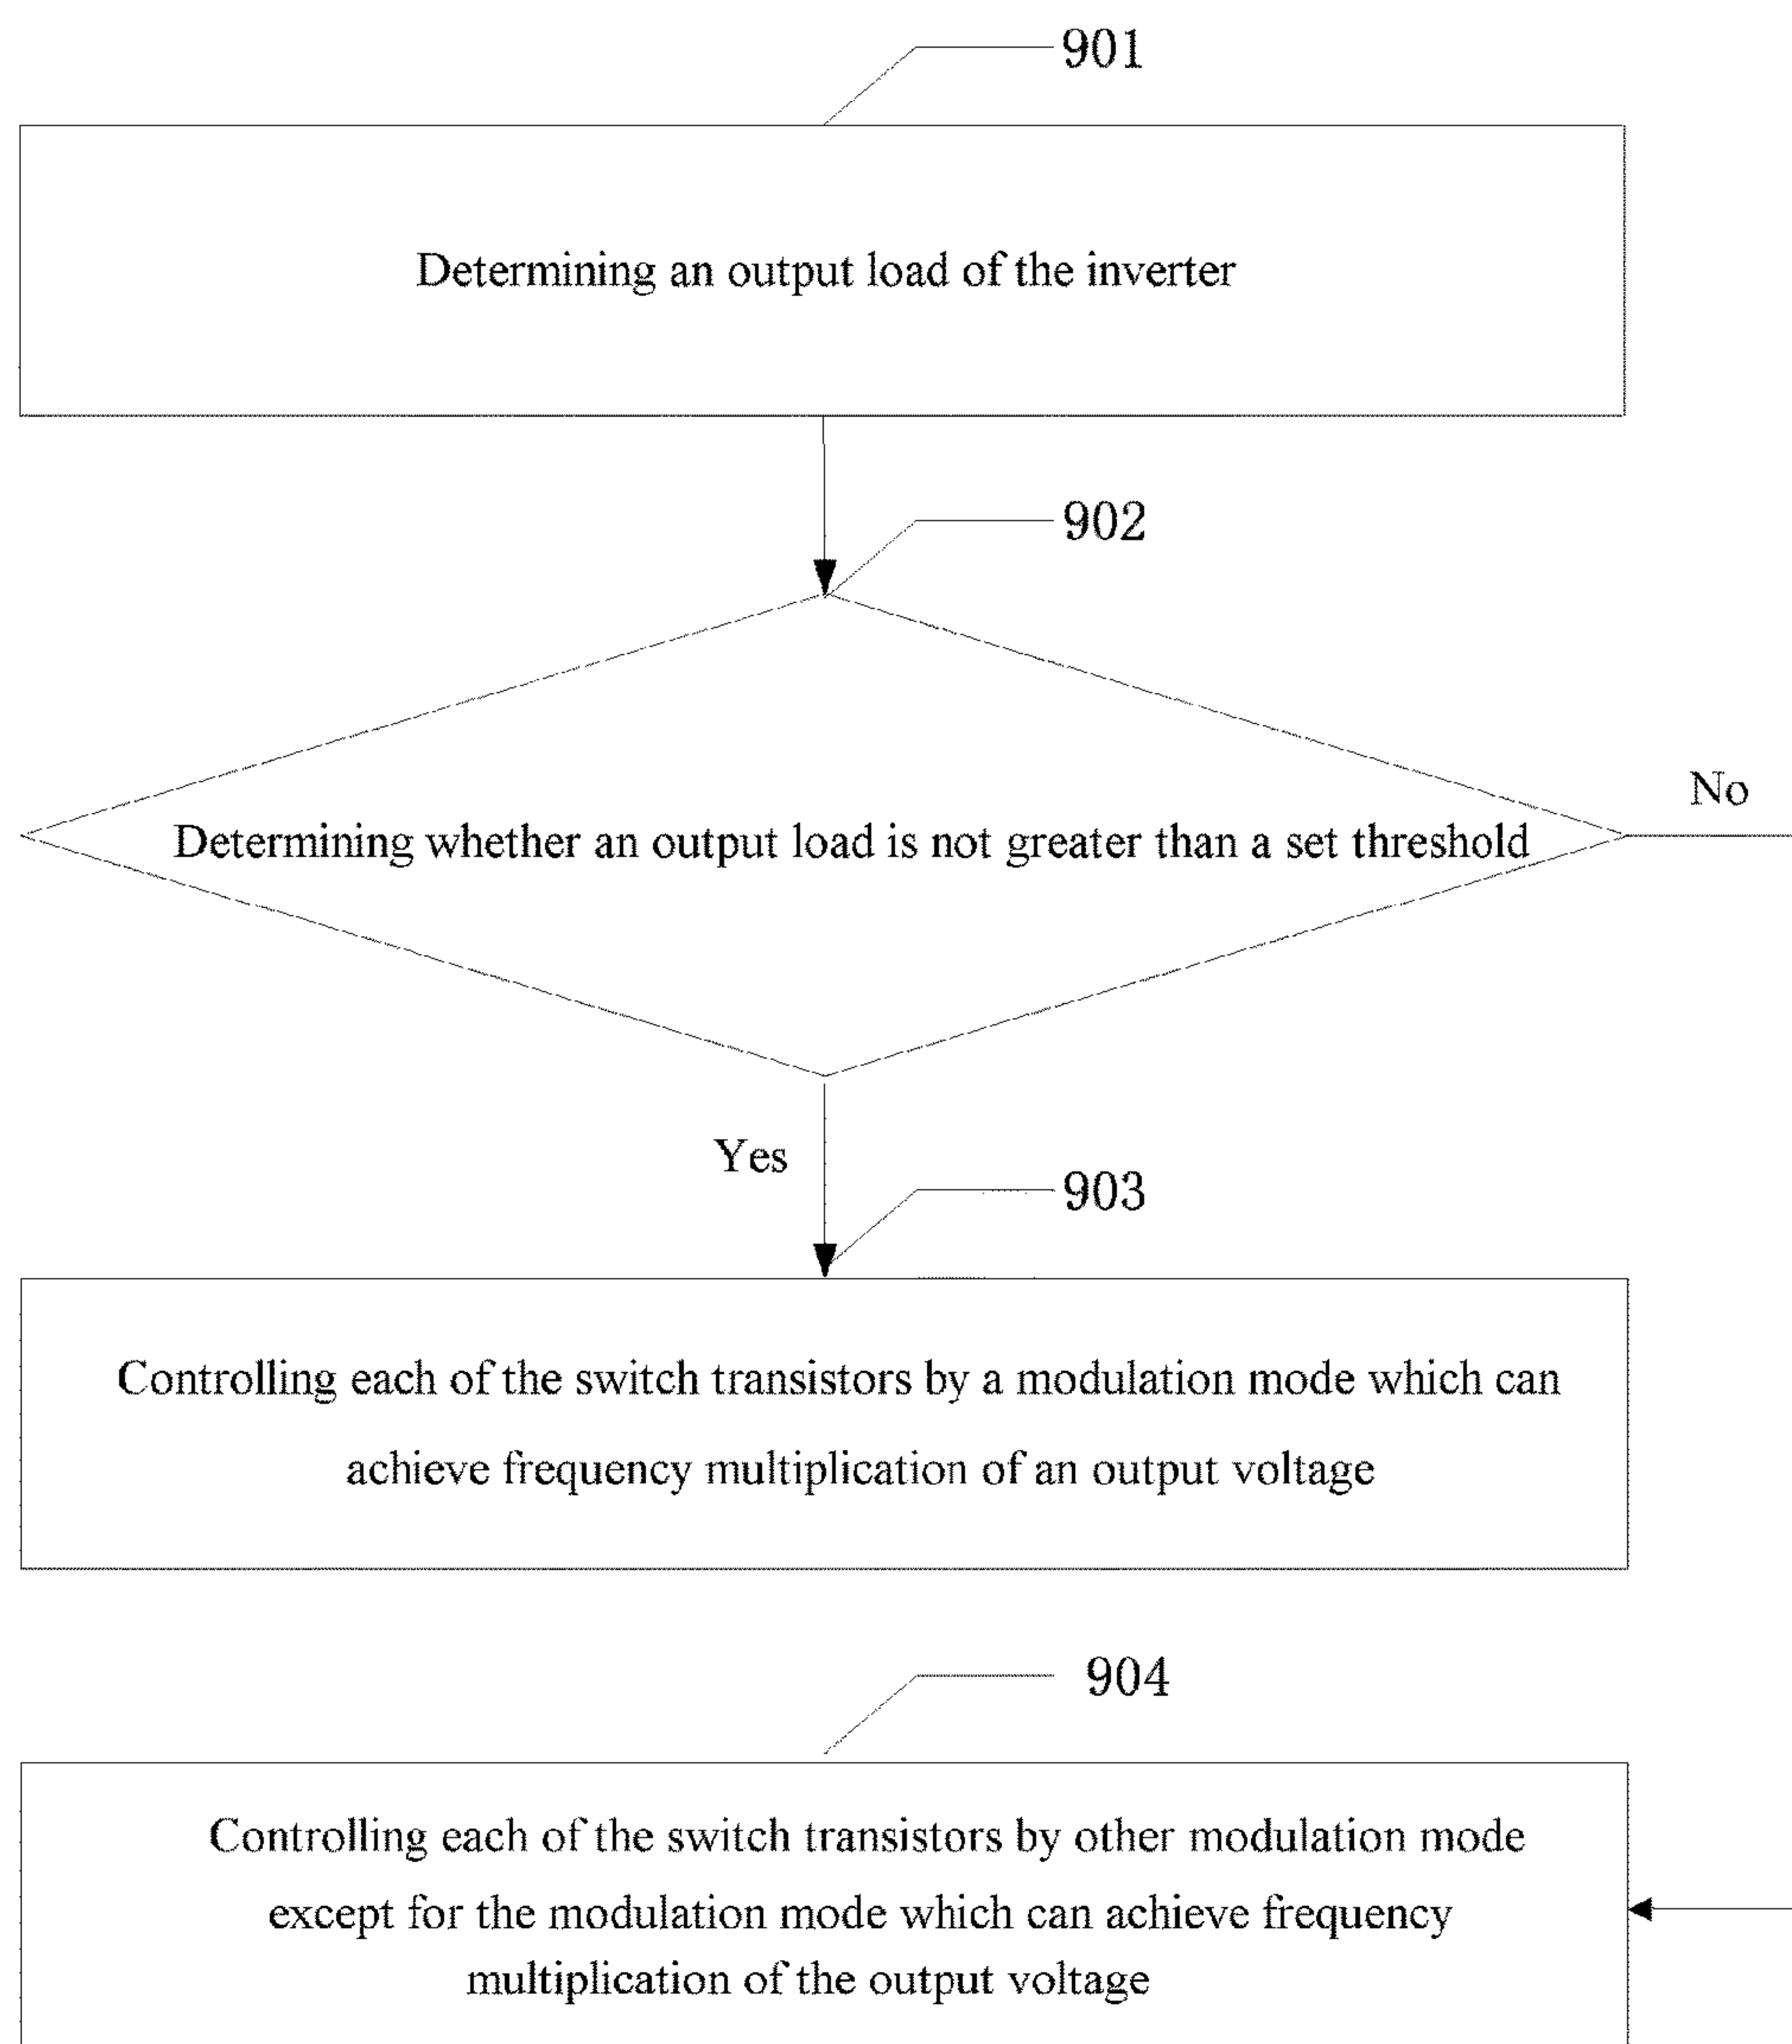 901
Determining an output load of the inverter
902
Determining whether an output load is not greater than a set threshold
No
Yes
903
Controlling each of the switch transistors by a modulation mode which can
achieve frequency multiplication of an output voltage
904
Controlling each of the switch transistors by other modulation mode
except for the modulation mode which can achieve frequency
multiplication of the output voltage